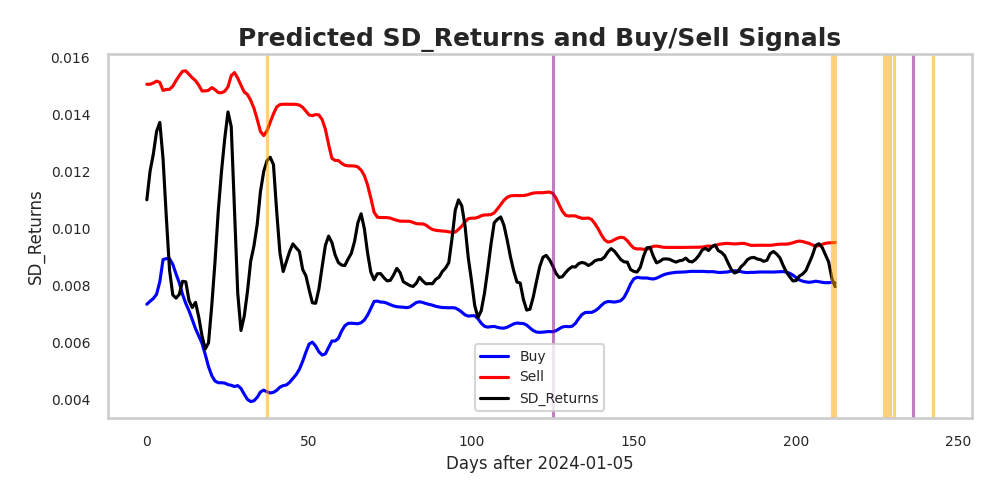 Predicted SD_Returns and Buy/Sell Signals
0.016
0.014
0.012
0.010
0.008
0.006
0.004
SD_Returns
Buy
Sell
SD_Returns
0 50 100 150 200 250
Days after 2024-01-05